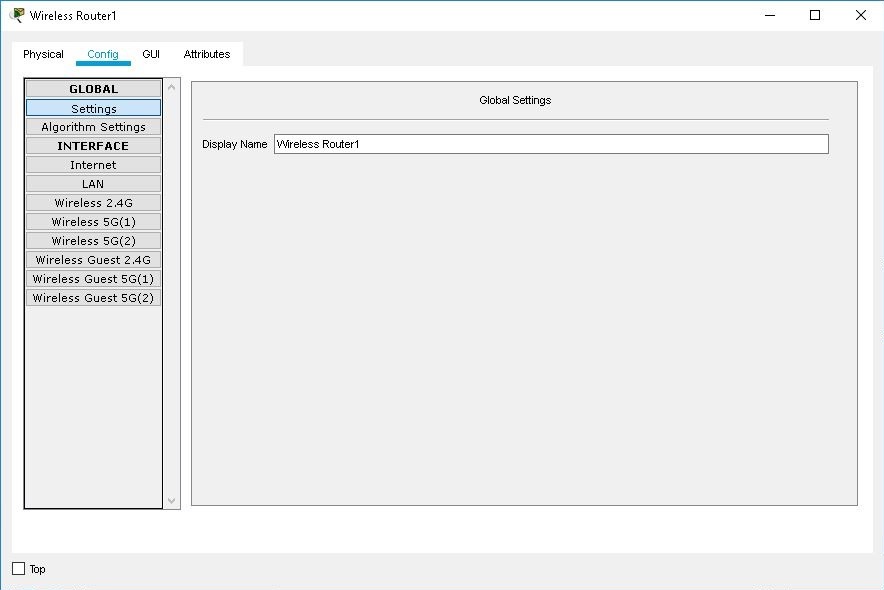 Wireless Router1
Physical Config GUI Attributes
GLOBAL
Settings
Algorithm Settings
INTERFACE
Internet
LAN
Wireless 2.4G
Wireless 5G(1)
Wireless 5G(2)
Wireless Guest 2.4G
Wireless Guest 5G(1)
Wireless Guest 5G(2)
Global Settings
Display Name Wireless Router1
Top